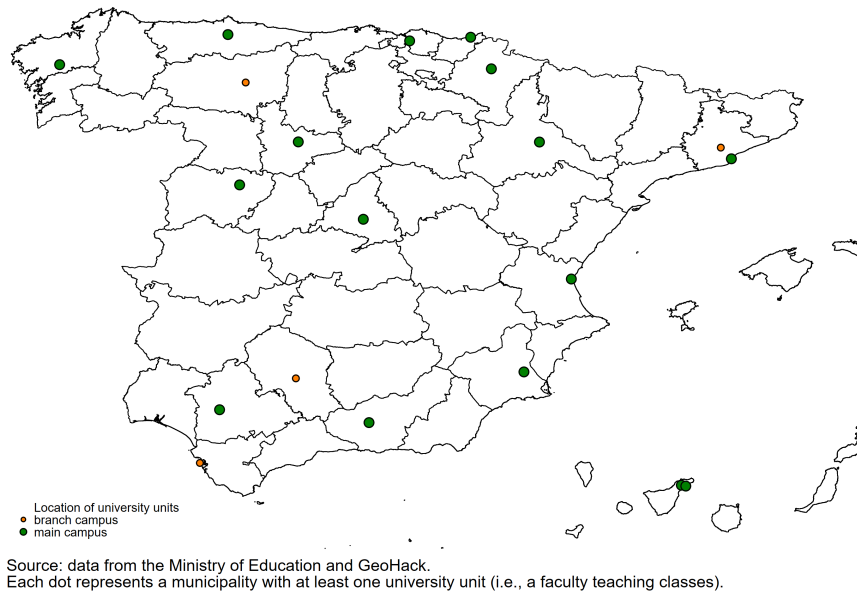 Location of university units
branch campus
main campus
Source: data from the Ministry of Education and GeoHack.
Each dot represents a municipality with at least one university unit (i.e., a faculty teaching classes).